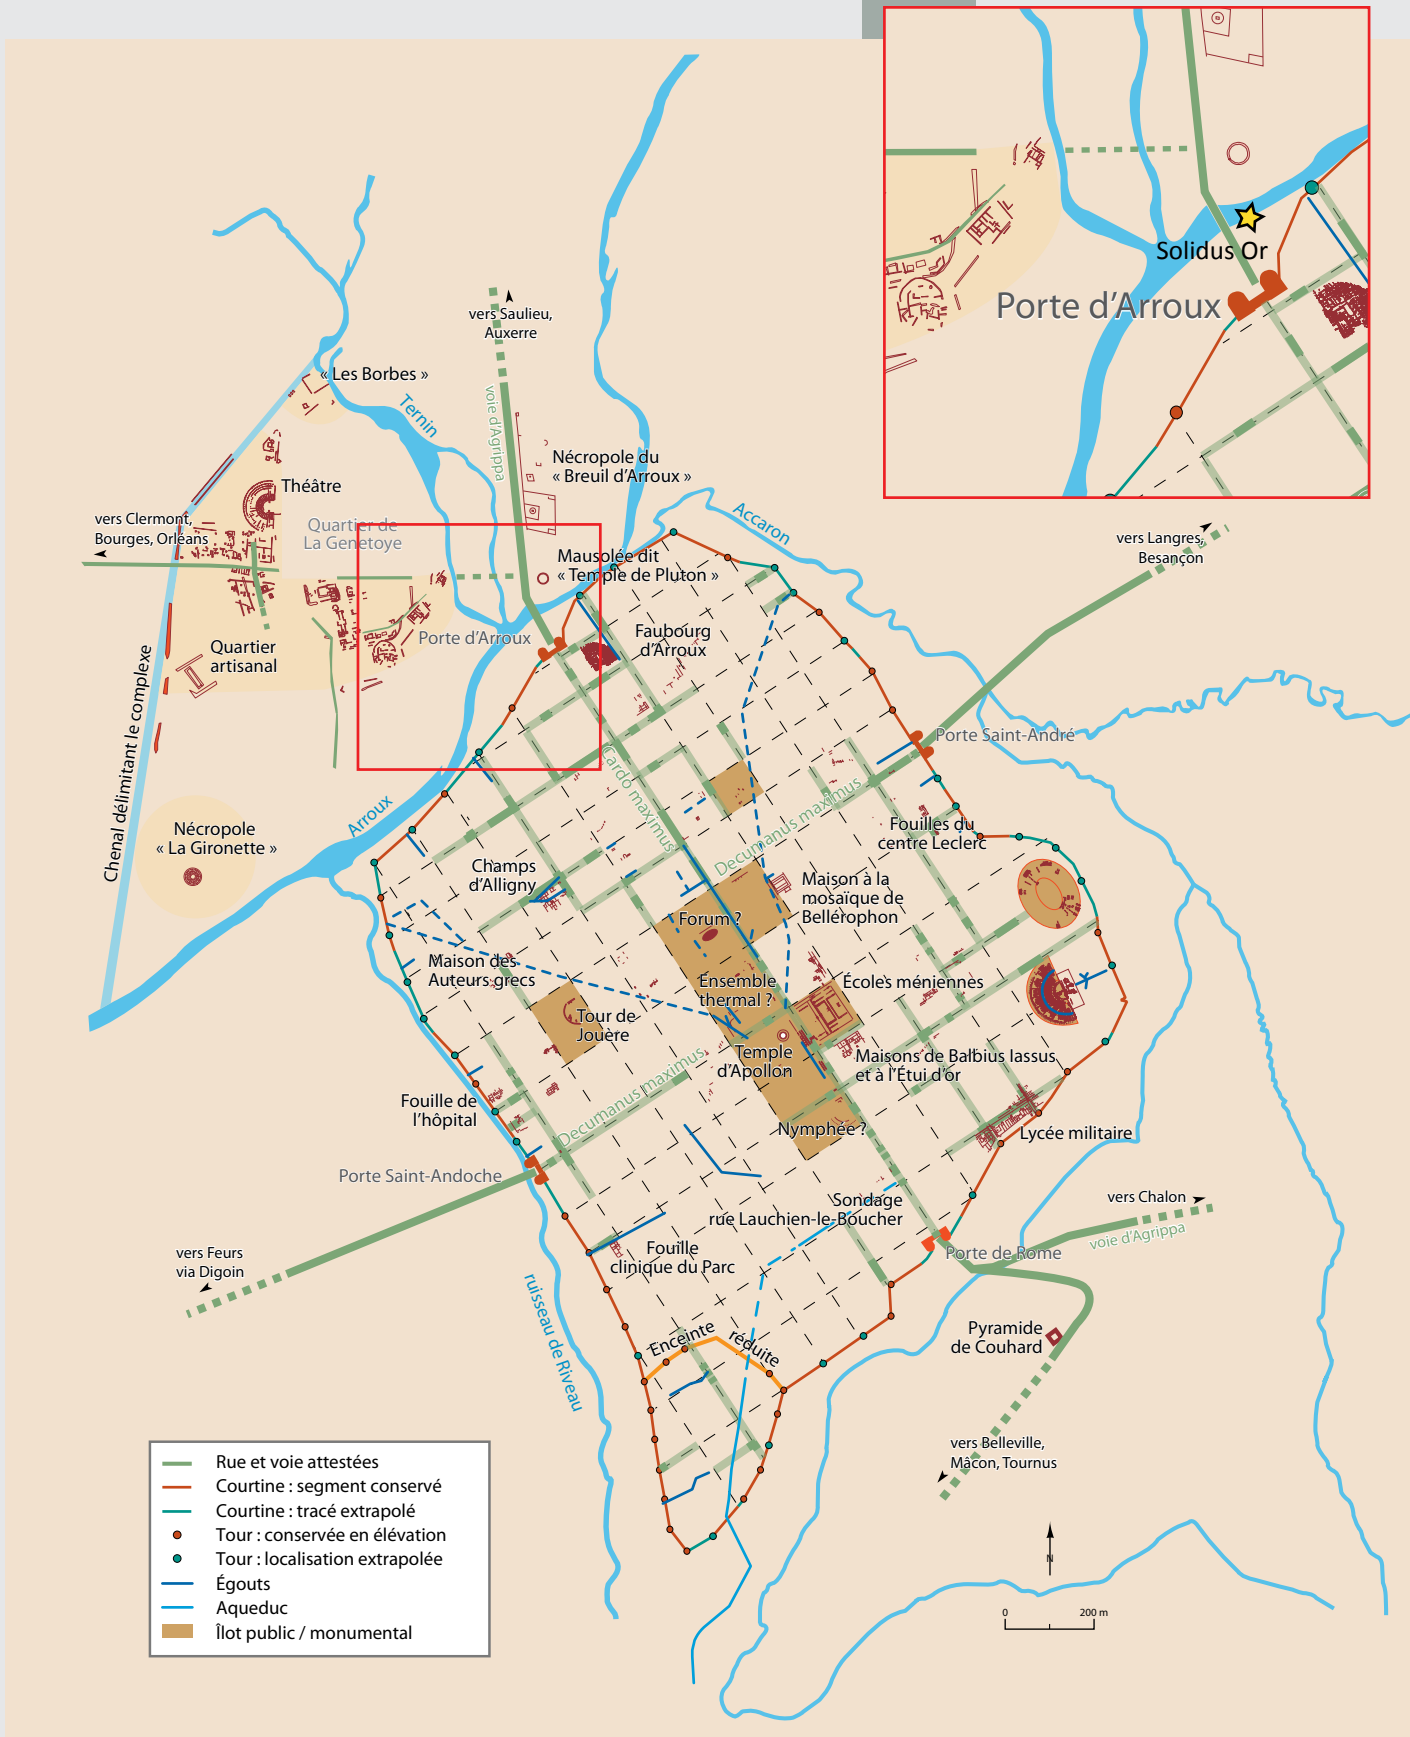 Solidus Or
Porte d’Arroux
vers Saulieu,
Auxerre
« Les Borbes »
Ternin
voie d’Agrippa
Nécropole du
« Breuil d’Arroux »
Théâtre
vers Clermont,
Bourges, Orléans
Quartier de
La Genetoye
Accaron
vers Langres,
Besançon
Mausolée dit
« Temple de Pluton »
Porte d’Arroux
Faubourg
d’Arroux
Quartier
artisanal
Chenal délimitant le complexe
Porte Saint-André
Cardo maximus
Decumanus maximus
Arroux
Nécropole
« La Gironette »
Fouilles du
centre Leclerc
Champs
d’Alligny
Maison à la
mosaïque de
Bellérophon
Forum ?
Maison des
Auteurs grecs
Ensemble
thermal ?
Écoles méniennes
Tour de
Jouère
Temple
d’Apollon
Maisons de Balbius Iassus
et à l’Étui d’or
Decumanus maximus
Fouille de
l’hôpital
Nymphée ?
Lycée militaire
Porte Saint-Andoche
Sondage
rue Lauchien-le-Boucher
vers Chalon
voie d’Agrippa
Porte de Rome
vers Feurs
via Digoin
Fouille
clinique du Parc
ruisseau de Riveau
Enceinte réduite
Pyramide
de Couhard
vers Belleville,
Mâcon, Tournus
Rue et voie attestées
Courtine : segment conservé
Courtine : tracé extrapolé
Tour : conservée en élévation
Tour : localisation extrapolée
Égouts
Aqueduc
Îlot public / monumental
N
0 200 m